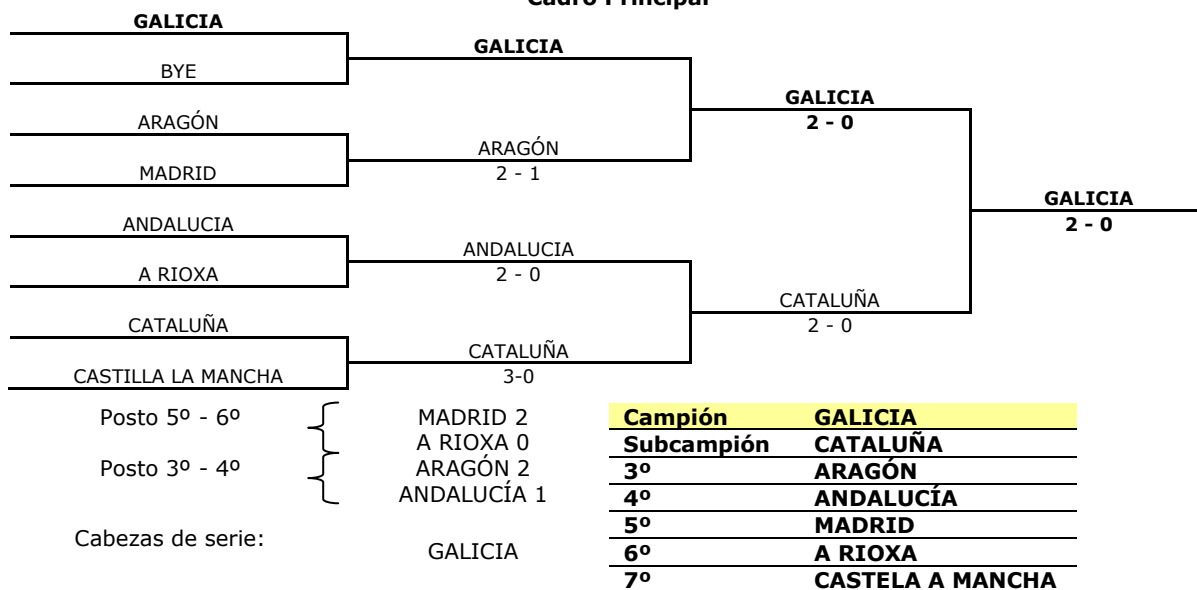 Cadro Principal
GALICIA
GALICIA
BYE
GALICIA
2 - 0
ARAGÓN
ARAGÓN
2 - 1
MADRID
GALICIA
2 - 0
ANDALUCIA
ANDALUCIA
2 - 0
A RIOXA
CATALUÑA
2 - 0
CATALUÑA
CATALUÑA
3-0
CASTILLA LA MANCHA
Posto 5º - 6º
MADRID 2
A RIOXA 0
Posto 3º - 4º
ARAGÓN 2
ANDALUCÍA 1
Cabezas de serie:
GALICIA
Campión GALICIA
Subcampión CATALUÑA
3º ARAGÓN
4º ANDALUCÍA
5º MADRID
6º A RIOXA
7º CASTELA A MANCHA